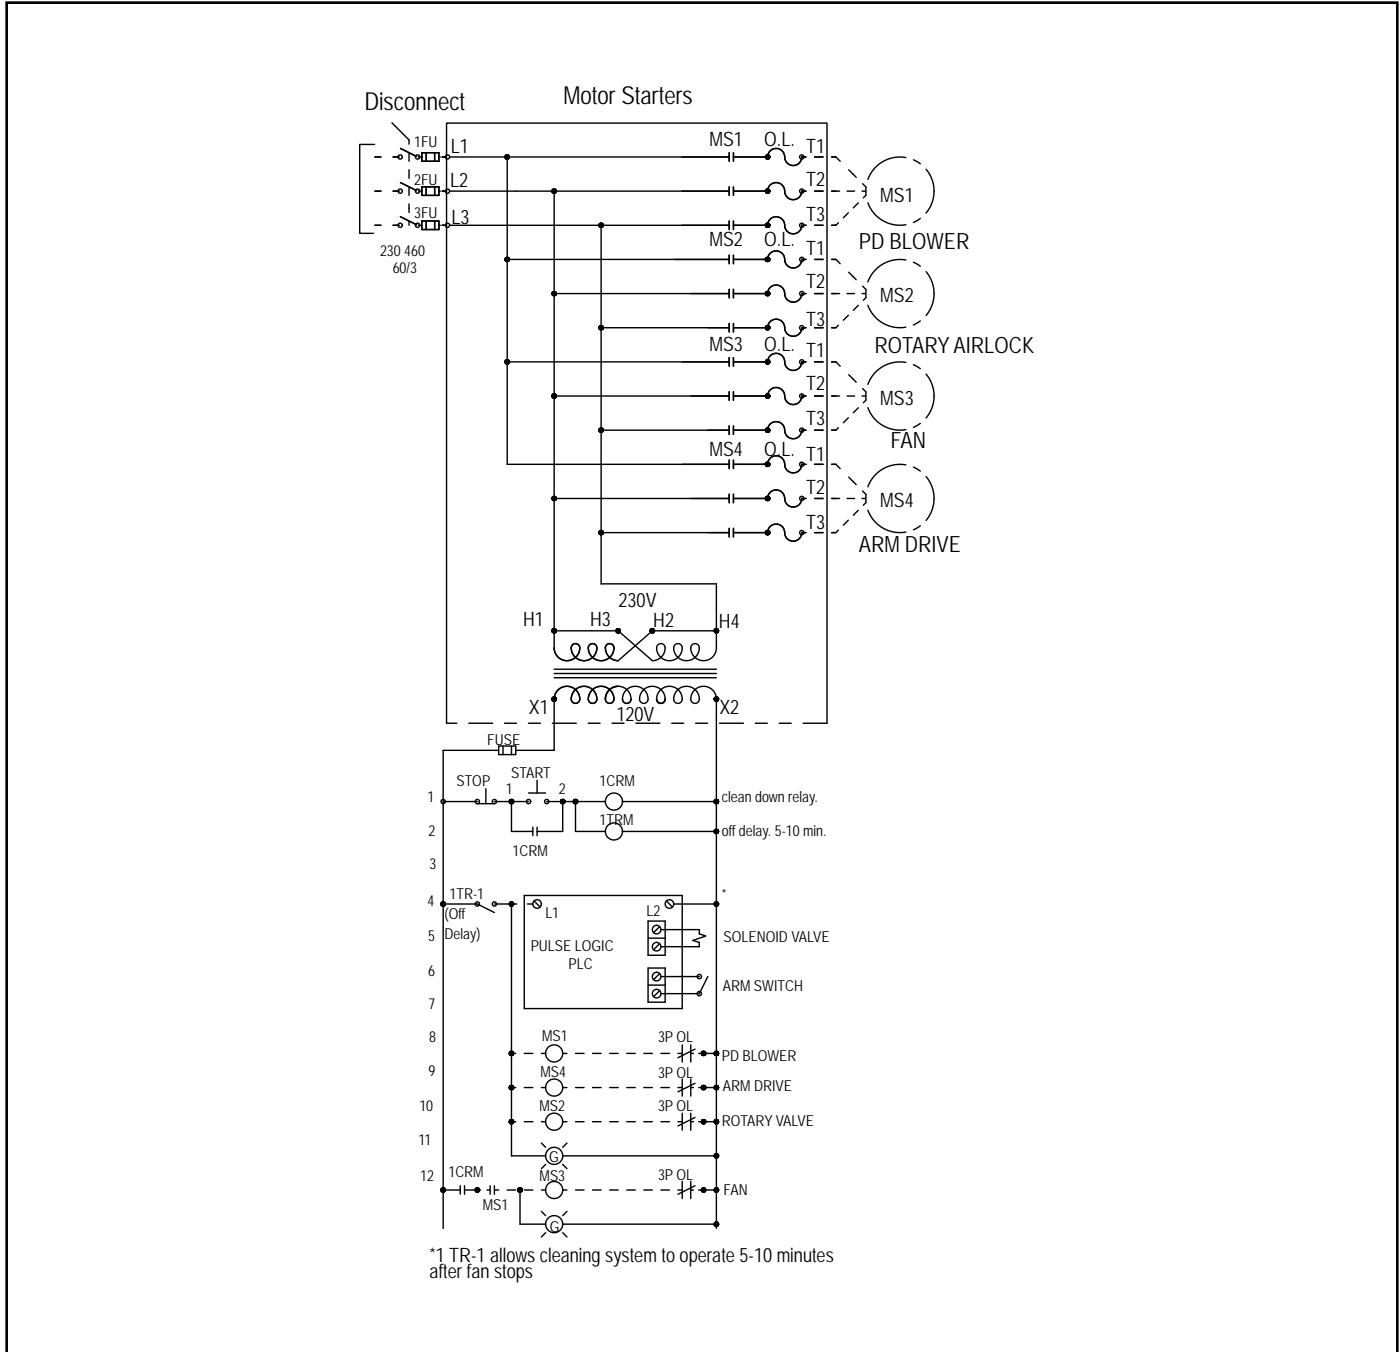 Disconnect
Motor Starters
1FU
L1
MS1
O.L.
T1
2FU
L2
T2
MS1
3FU
L3
T3
PD BLOWER
230 460
60/3
MS2
O.L.
T1
T2
MS2
T3
ROTARY AIRLOCK
MS3
O.L.
T1
T2
MS3
T3
FAN
MS4
O.L.
T1
T2
MS4
T3
ARM DRIVE
230V
H1
H3
H2
H4
X1
120V
X2
FUSE
STOP
START
1
2
1CRM
1
clean down relay.
1TRM
2
off delay. 5-10 min.
1CRM
3
4
1TR-1
(Off
Delay)
L1
L2
*
5
PULSE LOGIC
PLC
SOLENOID VALVE
6
ARM SWITCH
7
8
MS1
3P OL
PD BLOWER
9
MS4
3P OL
ARM DRIVE
10
MS2
3P OL
ROTARY VALVE
11
G
12
1CRM
MS1
MS3
3P OL
FAN
G
*1 TR-1 allows cleaning system to operate 5-10 minutes
after fan stops